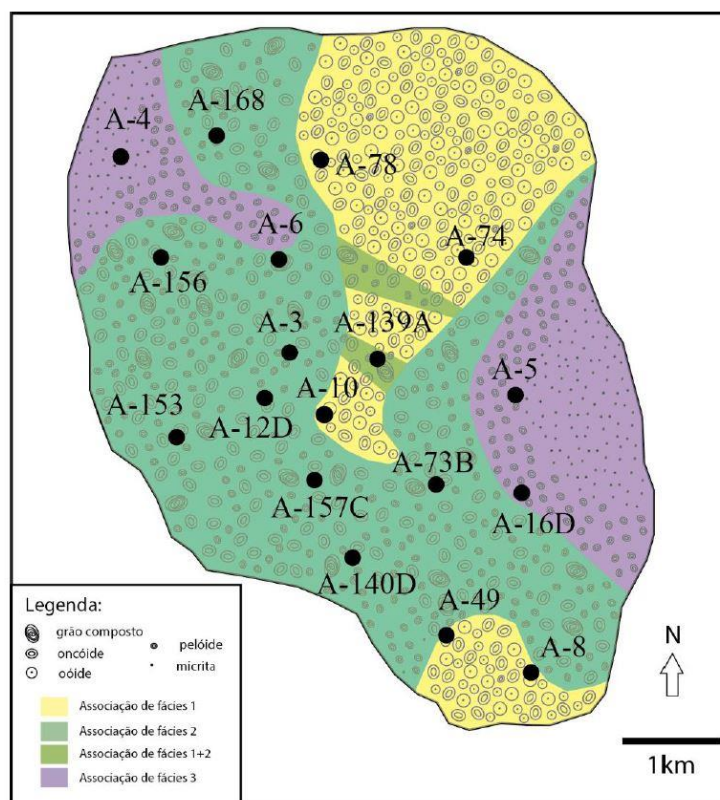 A-168
A-4
A-78
A-6
A-74
A-156
A-3
A-139A
A-5
A-10
A-153
A-12D
A-73B
A-157C
A-16D
A-140D
A-49
A-8
Legenda:
grão composto
oncóide
oóide
pelóide
micrita
Associação de fácies 1
Associação de fácies 2
Associação de fácies 1+2
Associação de fácies 3
N
1km